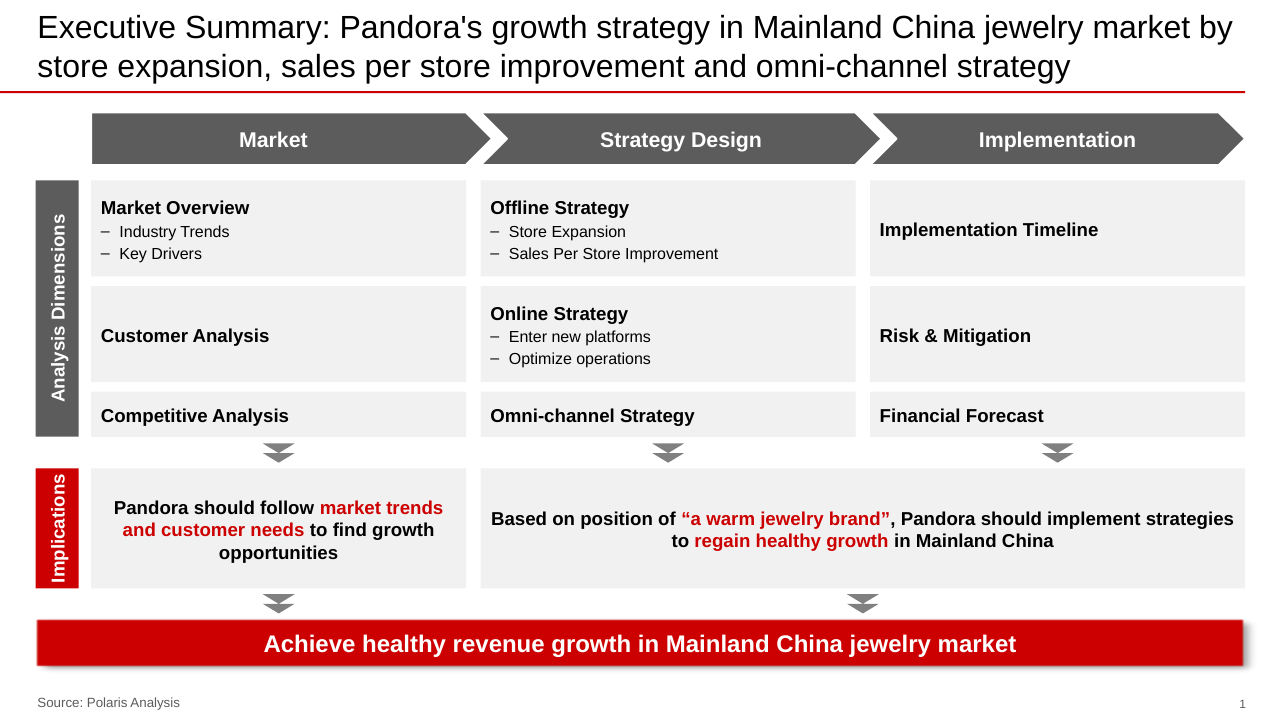 Executive Summary: Pandora's growth strategy in Mainland China jewelry market by
store expansion, sales per store improvement and omni-channel strategy
Market
Strategy Design
Implementation
Analysis Dimensions
Market Overview
– Industry Trends
– Key Drivers
Offline Strategy
– Store Expansion
– Sales Per Store Improvement
Implementation Timeline
Customer Analysis
Online Strategy
– Enter new platforms
– Optimize operations
Risk & Mitigation
Competitive Analysis
Omni-channel Strategy
Financial Forecast
Implications
Pandora should follow market trends
and customer needs to find growth
opportunities
Based on position of “a warm jewelry brand”, Pandora should implement strategies
to regain healthy growth in Mainland China
Achieve healthy revenue growth in Mainland China jewelry market
Source: Polaris Analysis
1